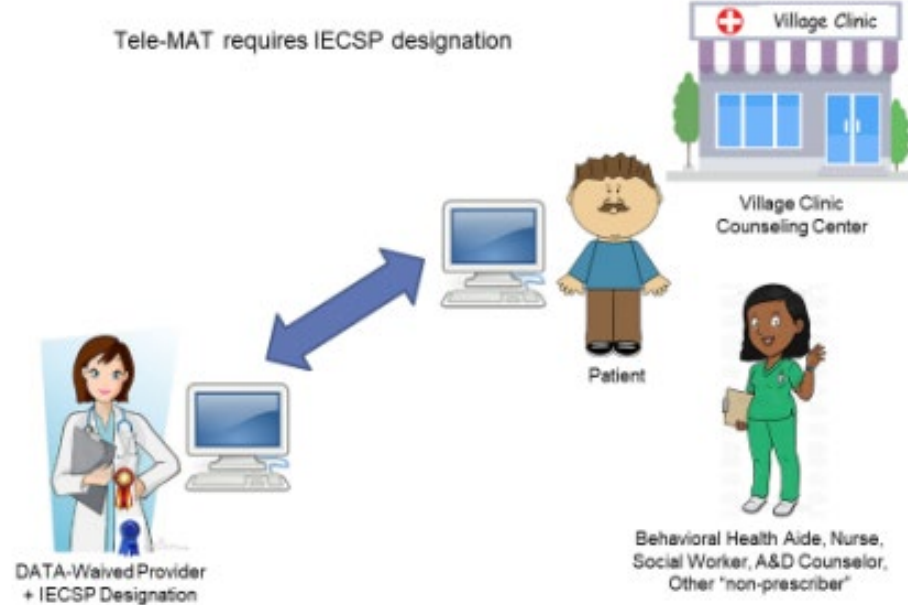 Tele-MAT requires IECSP designation
Village Clinic
Village Clinic
Counseling Center
Patient
Behavioral Health Aide, Nurse,
Social Worker, A&D Counselor,
Other "non-prescriber"
DATA-Waived Provider
+ IECSP Designation